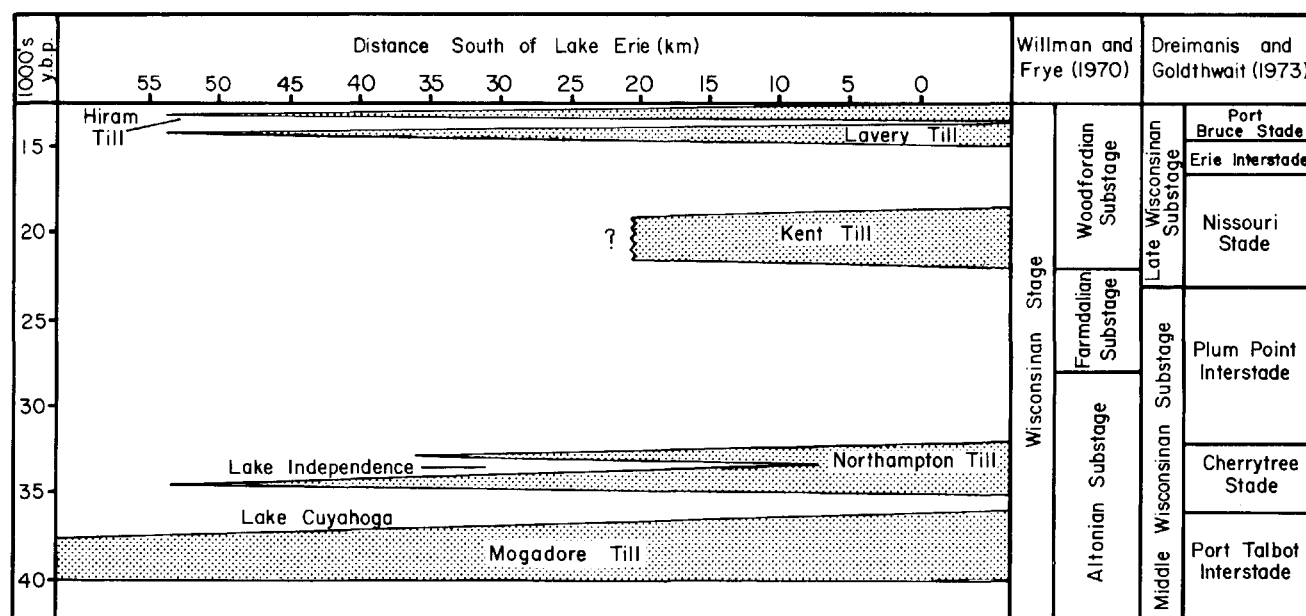 1000's
y.b.p.
Distance South of Lake Erie (km)
55 50 45 40 35 30 25 20 15 10 5 0
Willman and
Frye (1970)
Dreimanis and
Goldthwait (1973)
Hiram
Till
Lavery Till
15
20
25
30
35
40
?
Kent Till
Lake Independence
Northampton Till
Lake Cuyahoga
Mogadore Till
Wisconsinan Stage
Woodfordian
Substage
Farmdalian
Substage
Altonian Substage
Late Wisconsinan
Substage
Middle Wisconsinan Substage
Port
Bruce Stade
Erie Interstade
Nissouri
Stade
Plum Point
Interstade
Cherrytree
Stade
Port Talbot
Interstade